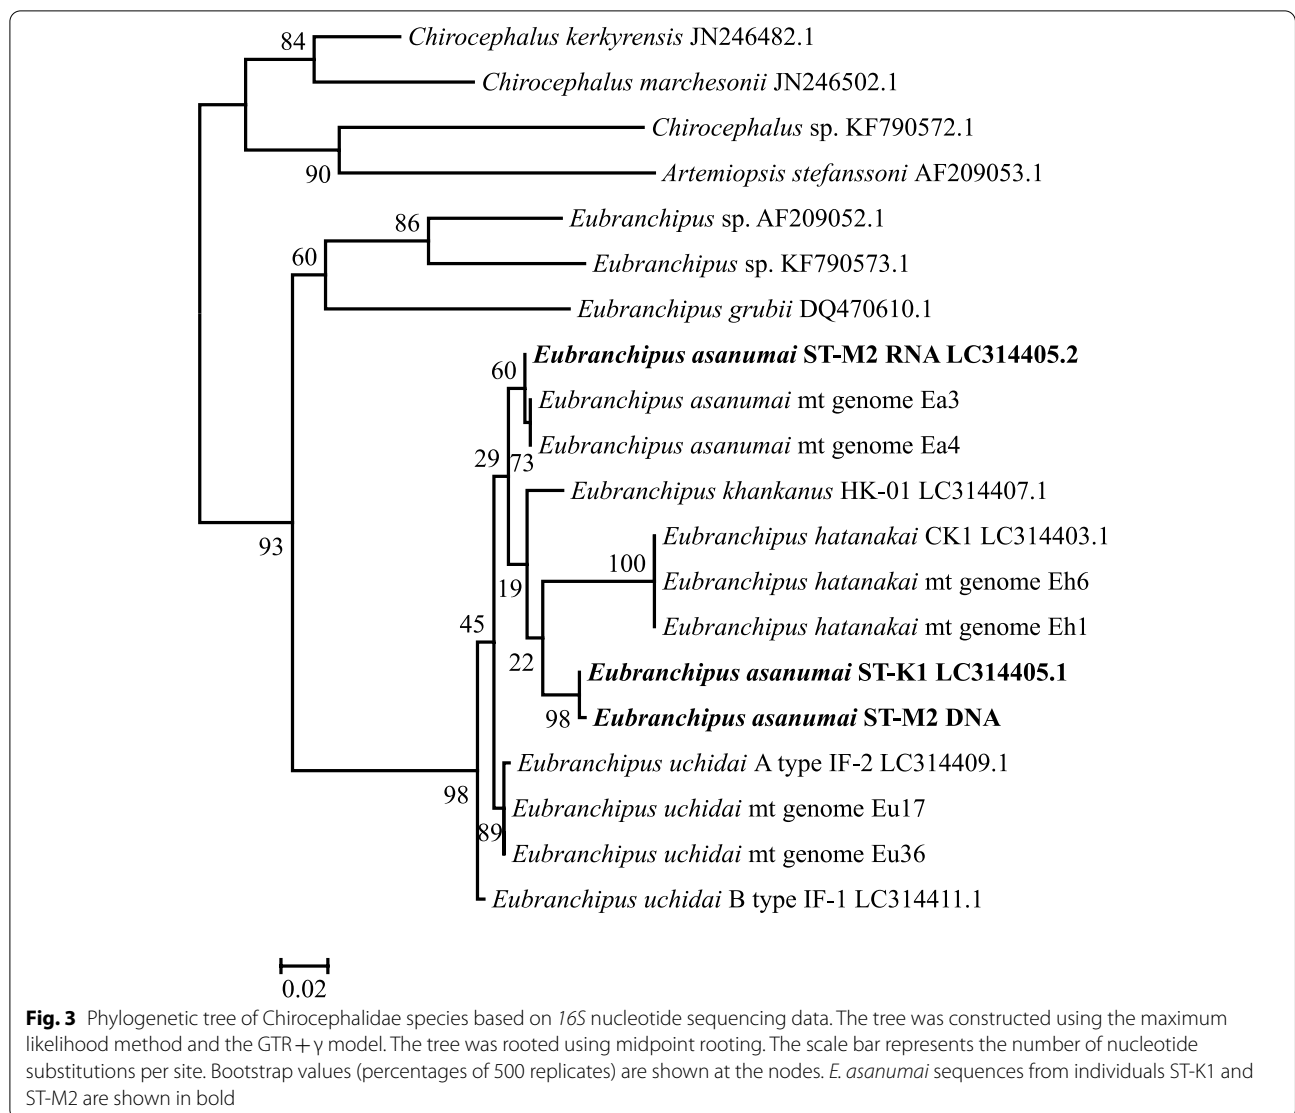 84
Chirocephalus kerkyrensis JN246482.1
Chirocephalus marchesonii JN246502.1
Chirocephalus sp. KF790572.1
90
Artemiopsis stefanssoni AF209053.1
86
Eubranchipus sp. AF209052.1
60
Eubranchipus sp. KF790573.1
Eubranchipus grubii DQ470610.1
Eubranchipus asanumai ST-M2 RNA LC314405.2
60
Eubranchipus asanumai mt genome Ea3
Eubranchipus asanumai mt genome Ea4
29
73
Eubranchipus khankanus HK-01 LC314407.1
93
Eubranchipus hatanakai CK1 LC314403.1
100
Eubranchipus hatanakai mt genome Eh6
19
Eubranchipus hatanakai mt genome Eh1
45
22
Eubranchipus asanumai ST-K1 LC314405.1
98
Eubranchipus asanumai ST-M2 DNA
Eubranchipus uchidai A type IF-2 LC314409.1
98
Eubranchipus uchidai mt genome Eu17
89
Eubranchipus uchidai mt genome Eu36
Eubranchipus uchidai B type IF-1 LC314411.1
0.02
Fig. 3 Phylogenetic tree of Chirocephalidae species based on 16S nucleotide sequencing data. The tree was constructed using the maximum
likelihood method and the GTR + γ model. The tree was rooted using midpoint rooting. The scale bar represents the number of nucleotide
substitutions per site. Bootstrap values (percentages of 500 replicates) are shown at the nodes. E. asanumai sequences from individuals ST-K1 and
ST-M2 are shown in bold